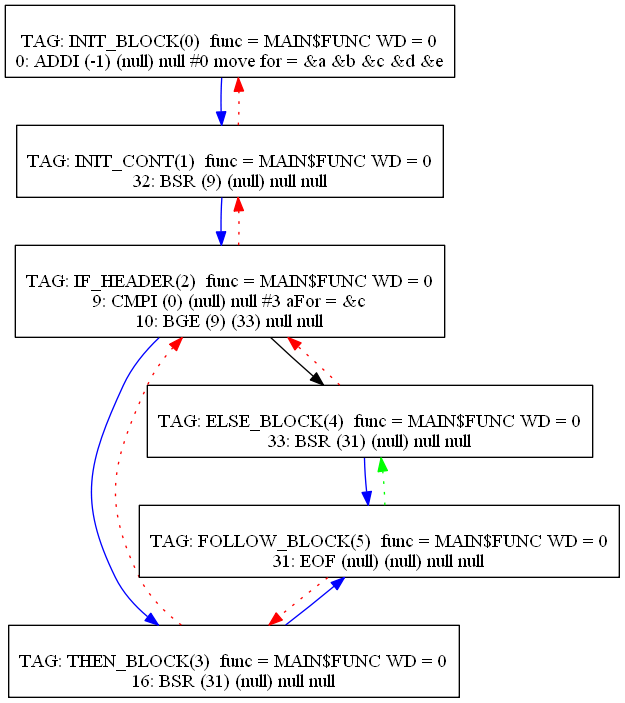 TAG: INIT_BLOCK(0)  func = MAIN$FUNC WD = 0
0: ADDI (-1) (null) null #0 move for = &a &b &c &d &e
TAG: INIT_CONT(1)  func = MAIN$FUNC WD = 0
32: BSR (9) (null) null null
TAG: IF_HEADER(2)  func = MAIN$FUNC WD = 0
9: CMPI (0) (null) null #3 aFor = &c
10: BGE (9) (33) null null
TAG: ELSE_BLOCK(4)  func = MAIN$FUNC WD = 0
33: BSR (31) (null) null null
TAG: FOLLOW_BLOCK(5)  func = MAIN$FUNC WD = 0
31: EOF (null) (null) null null
TAG: THEN_BLOCK(3)  func = MAIN$FUNC WD = 0
16: BSR (31) (null) null null